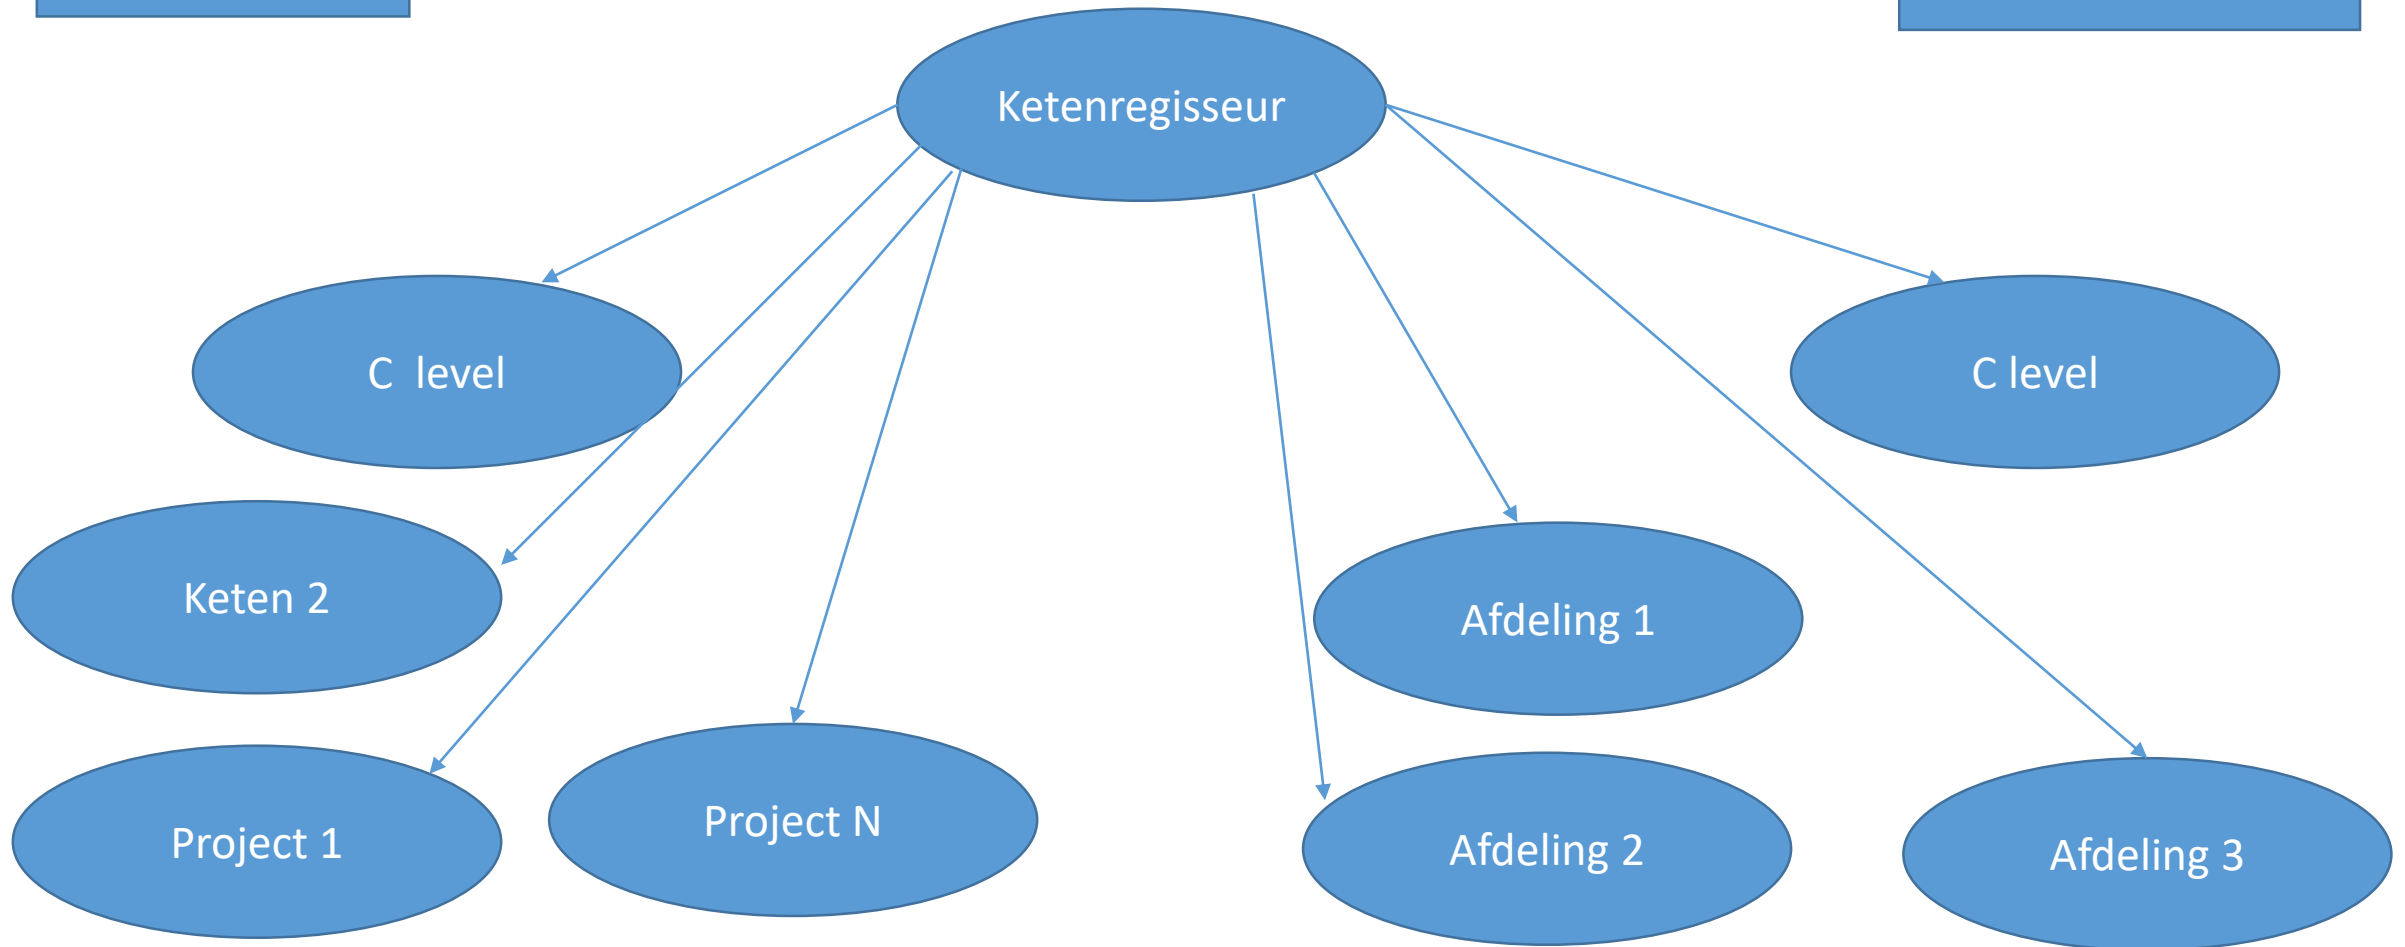 Ketenregisseur
C  level
C level
Keten 2
Afdeling 1
Project 1
Project N
Afdeling 2
Afdeling 3